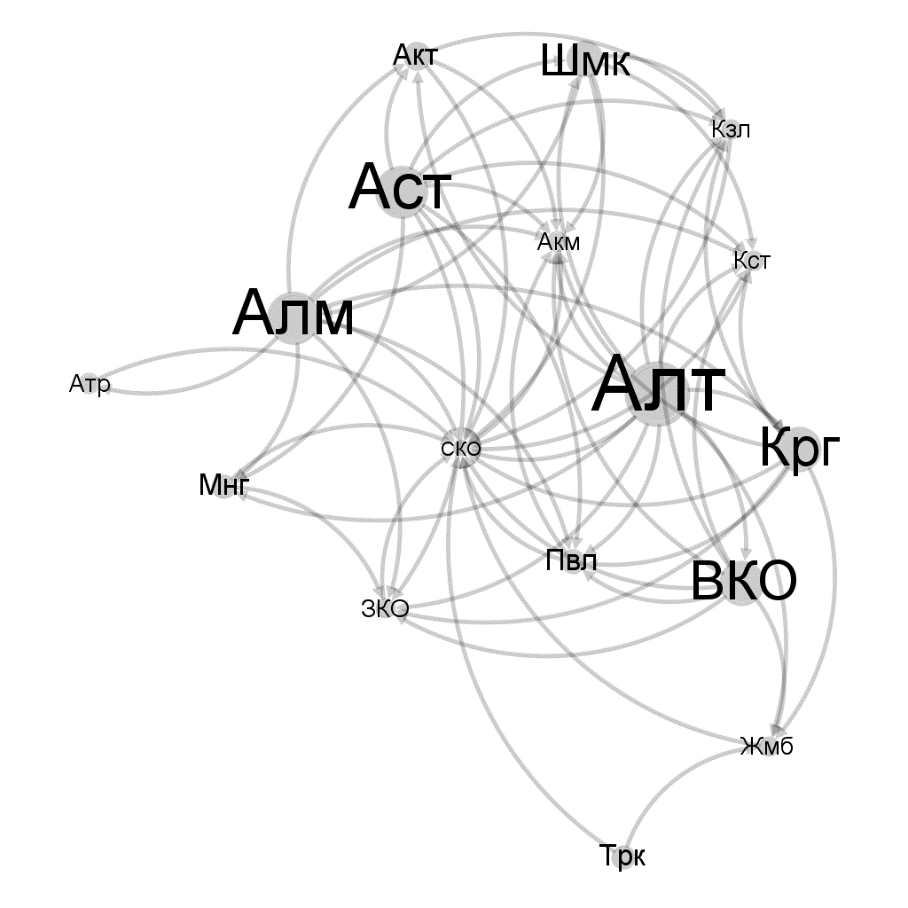 Акт
Шмк
Кзл
Аст
Акм
Кст
Алм
Атр
Алт
Крг
СКО
Мнг
Пвл
ВКО
ЗКО
Жмб
Трк